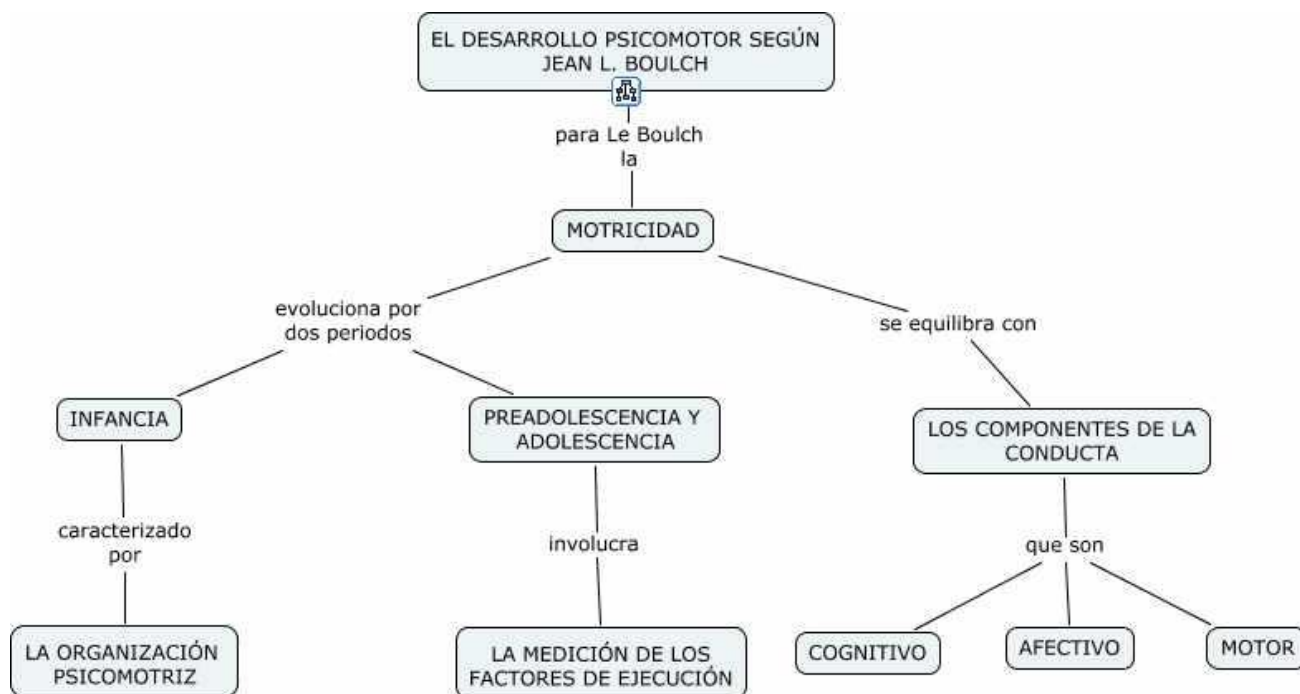 EL DESARROLLO PSICOMOTOR SEGÚN
JEAN L. BOULCH
para Le Boulch
la
MOTRICIDAD
evoluciona por
dos periodos
se equilibra con
INFANCIA
PREADOLESCENCIA Y
ADOLESCENCIA
LOS COMPONENTES DE LA
CONDUCTA
caracterizado
por
involucra
que son
LA ORGANIZACIÓN
PSICOMOTRIZ
LA MEDICIÓN DE LOS
FACTORES DE EJECUCIÓN
COGNITIVO
AFECTIVO
MOTOR